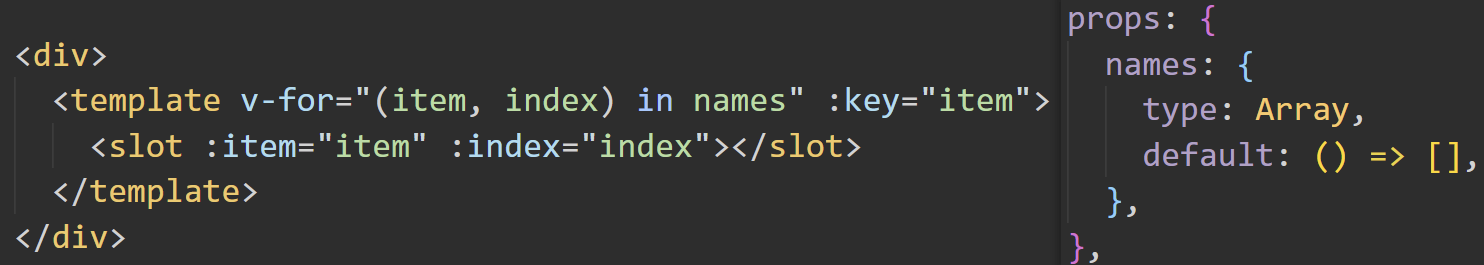 <div>
  <template v-for="(item, index) in names" :key="item">
    <slot :item="item" :index="index"></slot>
  </template>
</div>
props: {
  names: {
    type: Array,
    default: () => [],
  },
},